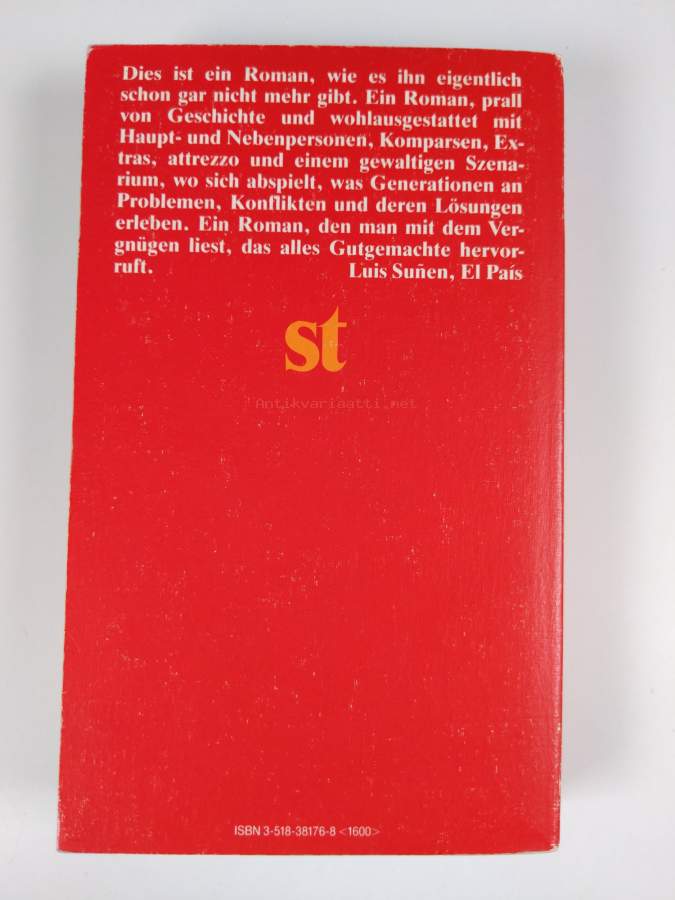 Dies ist ein Roman, wie es ihn eigentlich
schon gar nicht mehr gibt. Ein Roman, prall
von Geschichte und wohlausgestattet mit
Haupt- und Nebenpersonen, Komparsen, Ex-
tras, attrezzo und einem gewaltigen Szena-
rium, wo sich abspielt, was Generationen an
Problemen, Konflikten und deren Lösungen
erleben. Ein Roman, den man mit dem Ver-
gnügen liest, das alles Gutgemachte hervor-
ruft. Luis Suñen, El País
st
Antikvariaatti.net
ISBN 3-518-38176-8 <1600>